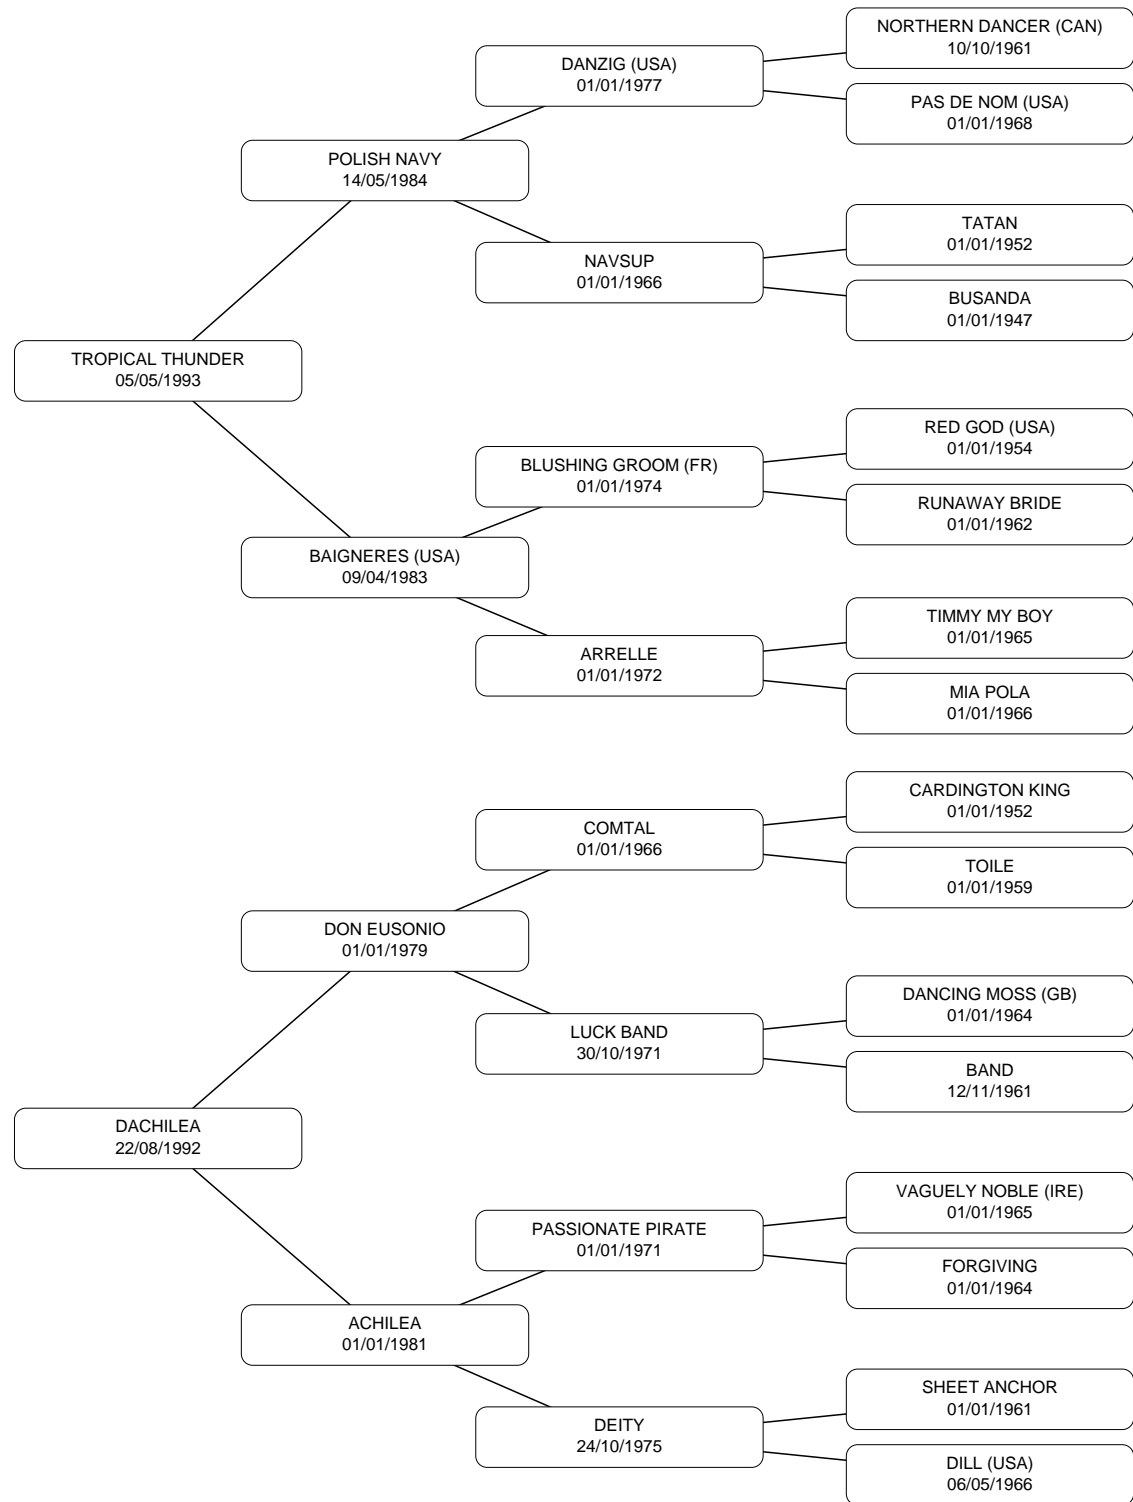 NORTHERN DANCER (CAN)
10/10/1961
DANZIG (USA)
01/01/1977
PAS DE NOM (USA)
01/01/1968
POLISH NAVY
14/05/1984
TATAN
01/01/1952
NAVSUP
01/01/1966
BUSANDA
01/01/1947
TROPICAL THUNDER
05/05/1993
RED GOD (USA)
01/01/1954
BLUSHING GROOM (FR)
01/01/1974
RUNAWAY BRIDE
01/01/1962
BAIGNERES (USA)
09/04/1983
TIMMY MY BOY
01/01/1965
ARRELLE
01/01/1972
MIA POLA
01/01/1966
CARDINGTON KING
01/01/1952
COMTAL
01/01/1966
TOILE
01/01/1959
DON EUSONIO
01/01/1979
DANCING MOSS (GB)
01/01/1964
LUCK BAND
30/10/1971
BAND
12/11/1961
DACHILEA
22/08/1992
VAGUELY NOBLE (IRE)
01/01/1965
PASSIONATE PIRATE
01/01/1971
FORGIVING
01/01/1964
ACHILEA
01/01/1981
SHEET ANCHOR
01/01/1961
DEITY
24/10/1975
DILL (USA)
06/05/1966